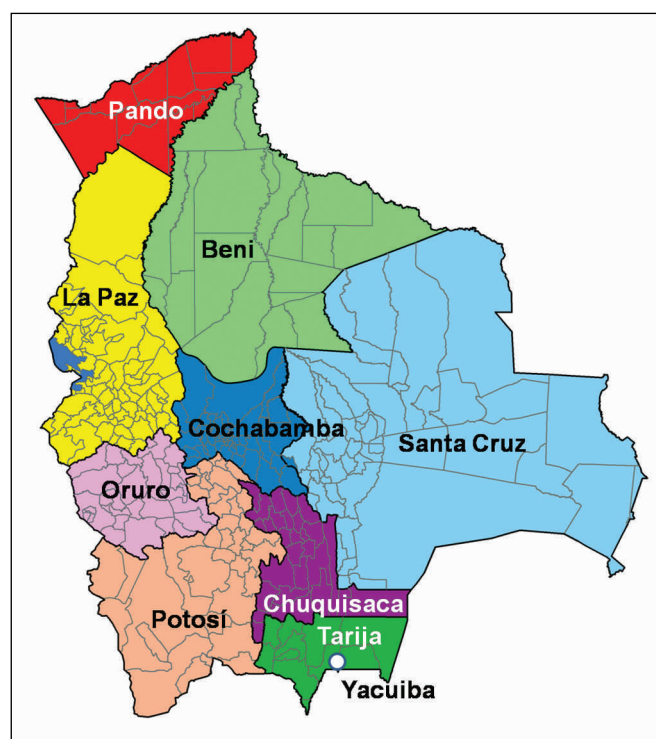 Pando
Beni
La Paz
Cochabamba
Santa Cruz
Oruro
Chuquisaca
Potosí
Tarija
Yacuiba